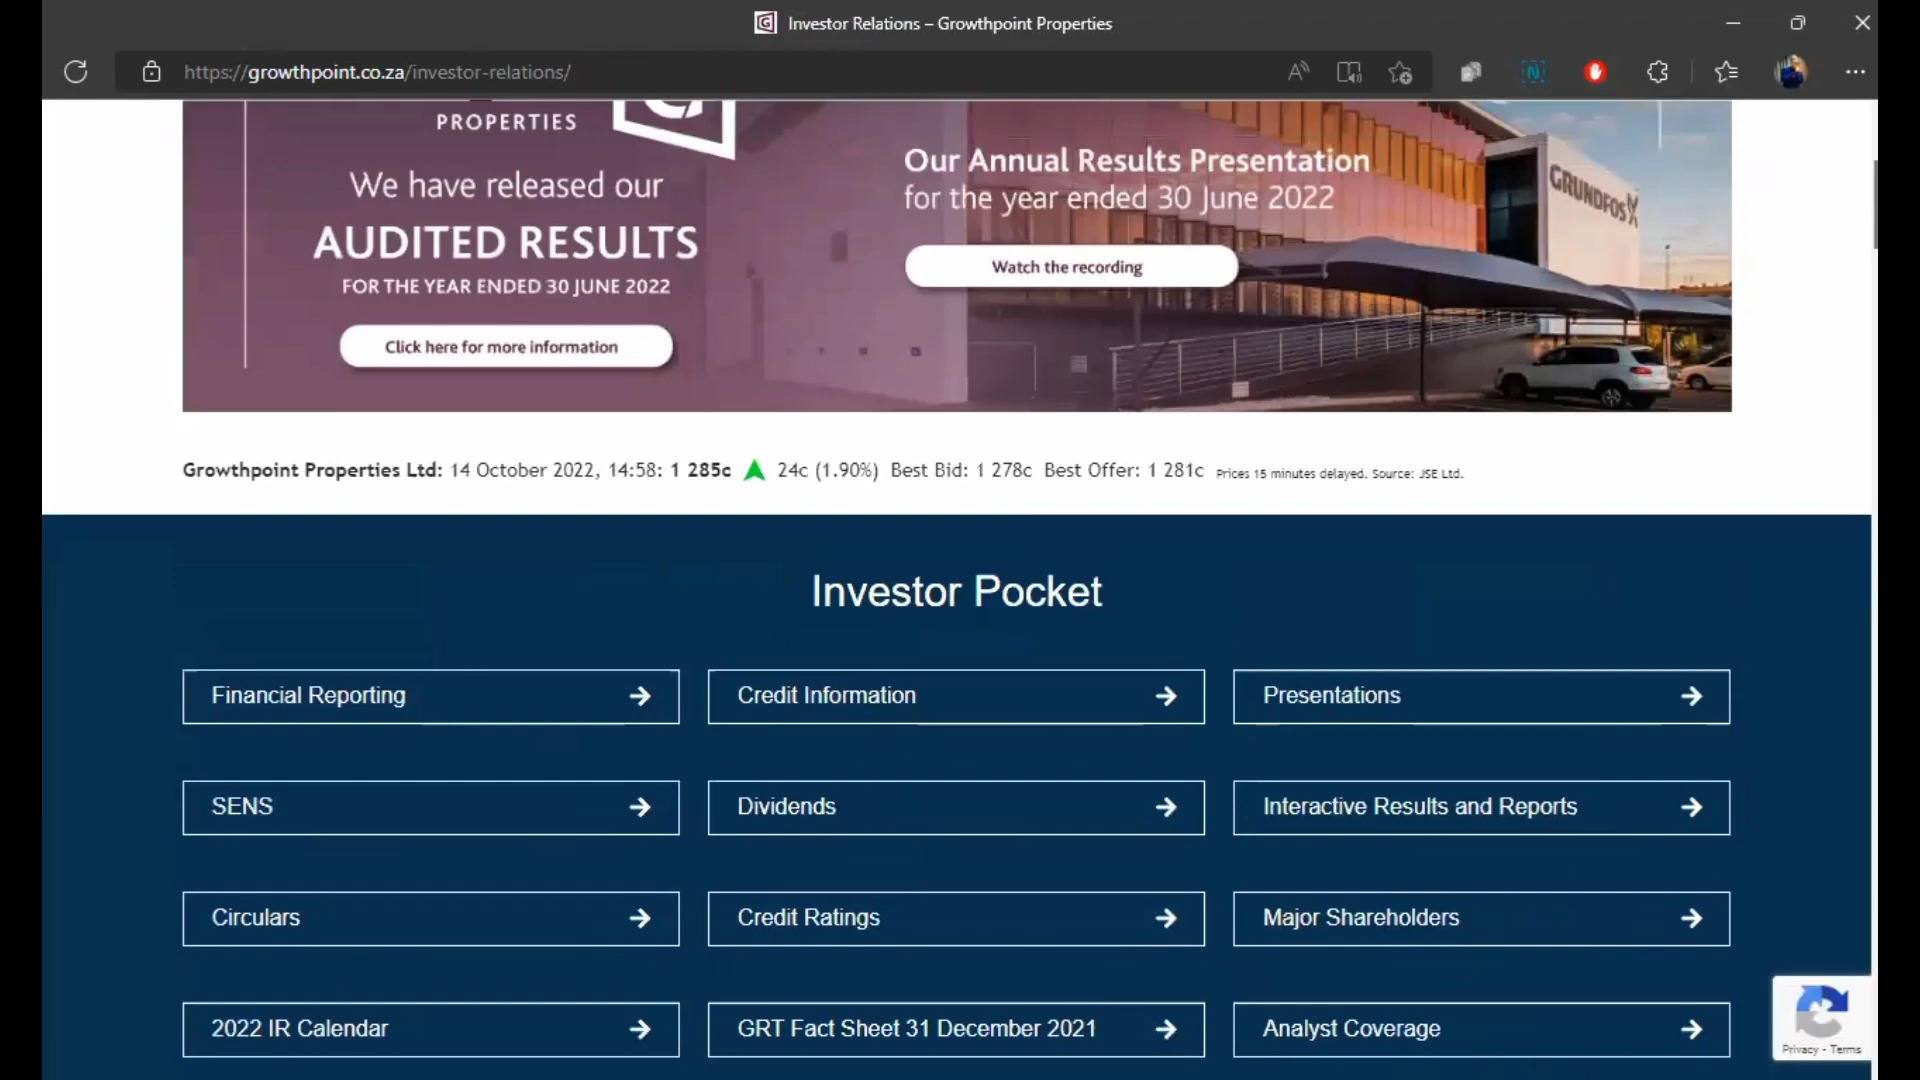 Investor Relations – Growthpoint Properties
https://growthpoint.co.za/investor-relations/
PROPERTIES
We have released our
AUDITED RESULTS
FOR THE YEAR ENDED 30 JUNE 2022
Click here for more information
Our Annual Results Presentation
for the year ended 30 June 2022
Watch the recording
GRUNDFOS
Growthpoint Properties Ltd: 14 October 2022, 14:58: 1 285c 24c (1.90%) Best Bid: 1 278c Best Offer: 1 281c Prices 15 minutes delayed. Source: JSE Ltd.
Investor Pocket
Financial Reporting
Credit Information
Presentations
SENS
Dividends
Interactive Results and Reports
Circulars
Credit Ratings
Major Shareholders
2022 IR Calendar
GRT Fact Sheet 31 December 2021
Analyst Coverage
Privacy - Terms